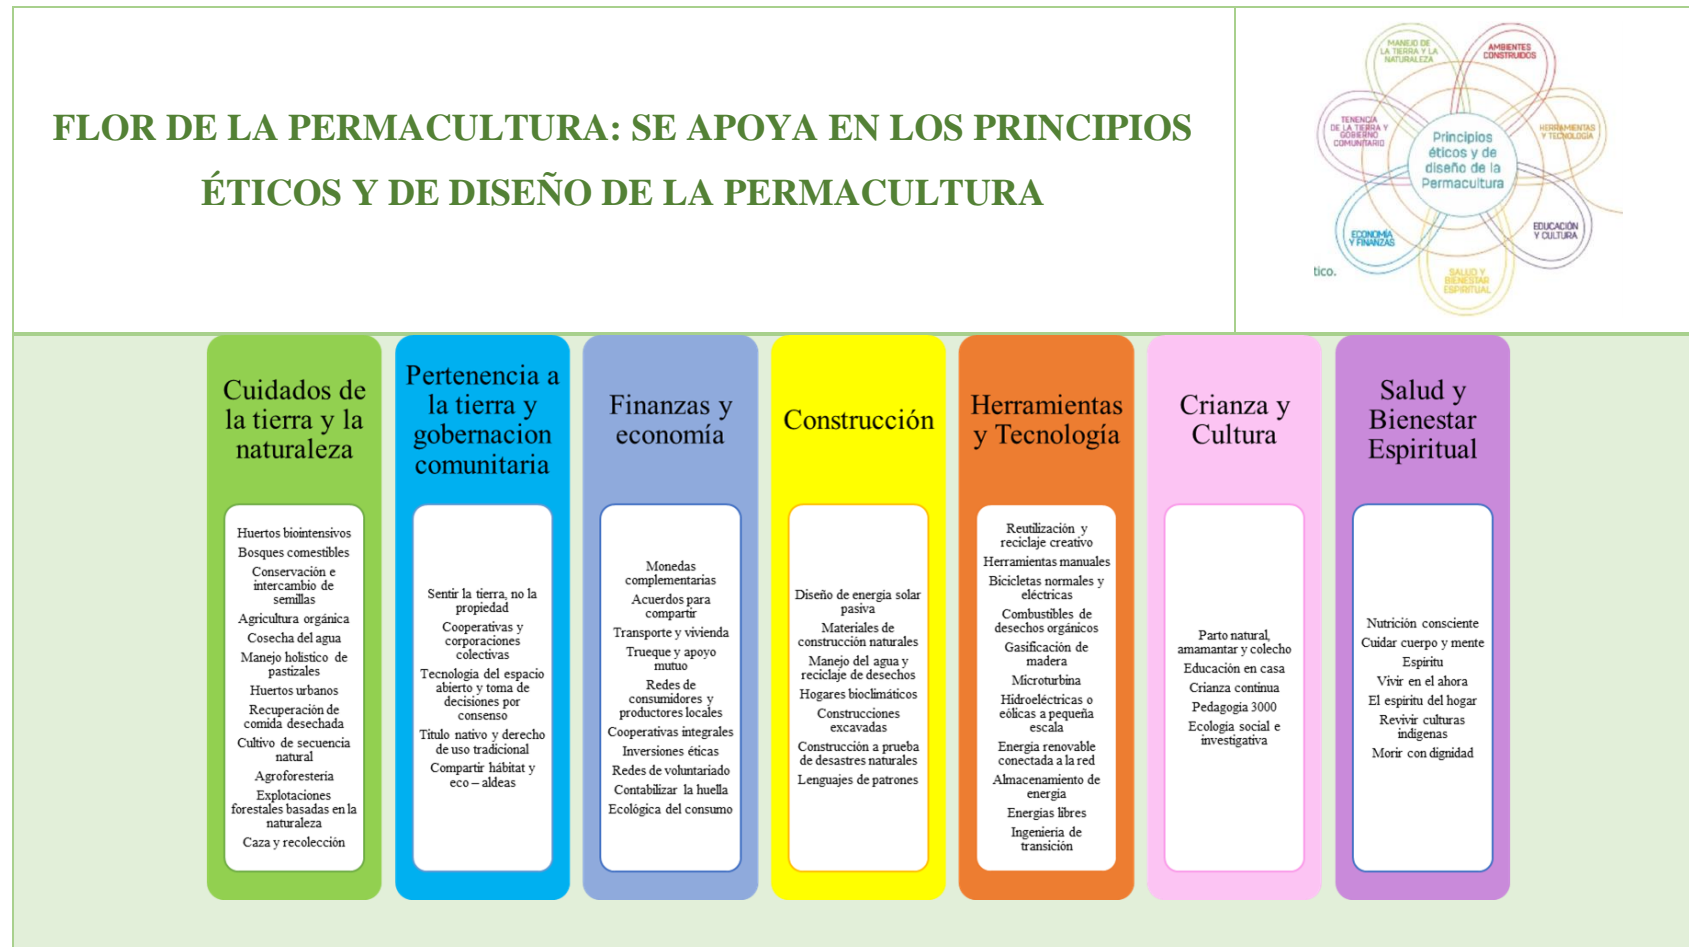 FLOR DE LA PERMACULTURA: SE APOYA EN LOS PRINCIPIOS
ÉTICOS Y DE DISEÑO DE LA PERMACULTURA
MANEJO DE
LA TIERRA Y LA
NATURALEZA
AMBIENTES
CONSTRUIDOS
TENENCIA
DE LA TIERRA Y
GOBIERNO
COMUNITARIO
HERRAMIENTAS
Y TECNOLOGÍA
Principios
éticos y de
diseño de la
Permacultura
ECONOMÍA
Y FINANZAS
EDUCACIÓN
Y CULTURA
SALUD Y
BIENESTAR
ESPIRITUAL
tico.
Cuidados de
la tierra y la
naturaleza
Huertos biointensivos
Bosques comestibles
Conservación e
intercambio de
semillas
Agricultura orgánica
Cosecha del agua
Manejo holistico de
pastizales
Huertos urbanos
Recuperación de
comida desechada
Cultivo de secuencia
natural
Agroforestería
Explotaciones
forestales basadas en la
naturaleza
Caza y recolección
Pertenencia a
la tierra y
gobernacion
comunitaria
Sentir la tierra, no la
propiedad
Cooperativas y
corporaciones
colectivas
Tecnologia del espacio
abierto y toma de
decisiones por
consenso
Titulo nativo y derecho
de uso tradicional
Compartir hábitat y
eco – aldeas
Finanzas y
economía
Monedas
complementarias
Acuerdos para
compartir
Transporte y vivienda
Trueque y apoyo
mutuo
Redes de
consumidores y
productores locales
Cooperativas integrales
Inversiones éticas
Redes de voluntariado
Contabilizar la huella
Ecológica del consumo
Construcción
Diseño de energía solar
pasiva
Materiales de
construcción naturales
Manejo del agua y
reciclaje de desechos
Hogares bioclimáticos
Construcciones
excavadas
Construcción a prueba
de desastres naturales
Lenguajes de patrones
Herramientas
y Tecnología
Reutilización y
reciclaje creativo
Herramientas manuales
Bicicletas normales y
eléctricas
Combustibles de
desechos orgánicos
Gasificación de
madera
Microturbina
Hidroeléctricas o
eólicas a pequeña
escala
Energia renovable
conectada a la red
Almacenamiento de
energía
Energias libres
Ingeniería de
transición
Crianza y
Cultura
Parto natural,
amamantar y colecho
Educación en casa
Crianza continua
Pedagogía 3000
Ecología social e
investigativa
Salud y
Bienestar
Espiritual
Nutrición consciente
Cuidar cuerpo y mente
Espiritu
Vivir en el ahora
El espiritu del hogar
Revivir culturas
indigenas
Morir con dignidad